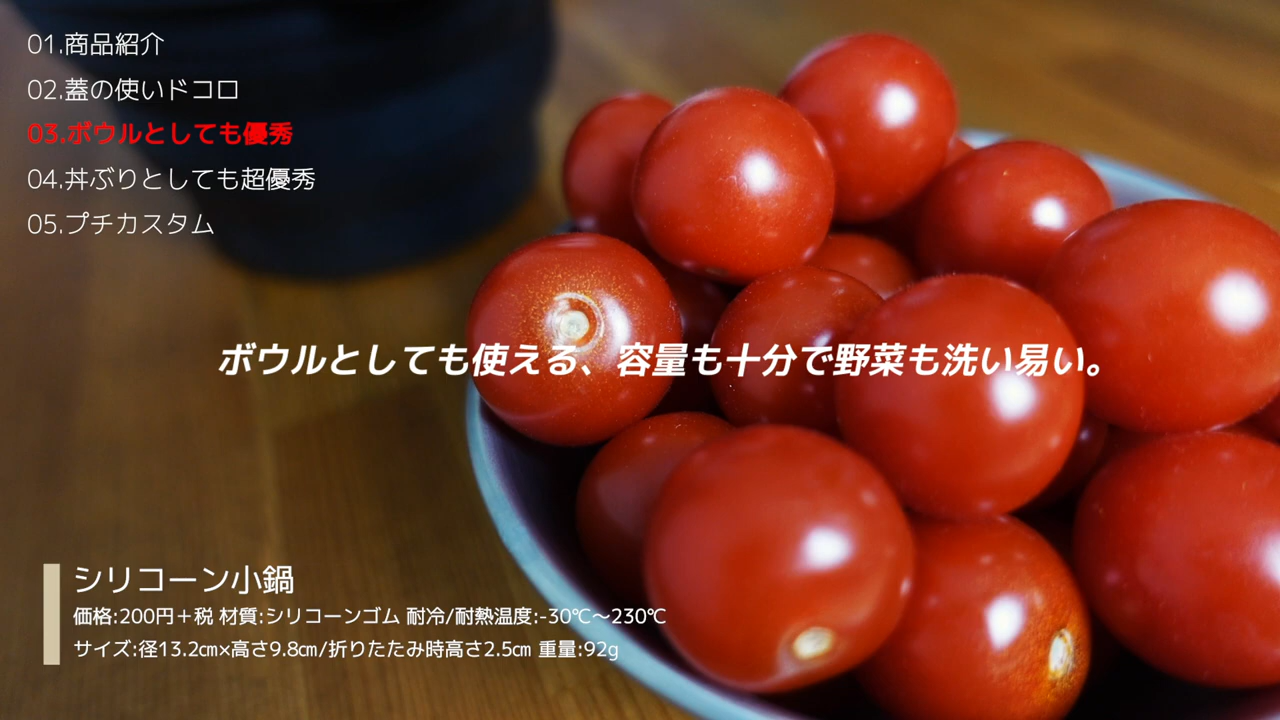 01.商品紹介
02.蓋の使いドコロ
03.ボウルとしても優秀
04.丼ぶりとしても超優秀
05.プチカスタム
ボウルとしても使える、容量も十分で野菜も洗い易い。
シリコーン小鍋
価格:200円＋税 材質:シリコーンゴム 耐冷/耐熱温度:-30℃〜230℃
サイズ:径13.2㎝×高さ9.8㎝/折りたたみ時高さ2.5㎝ 重量:92g